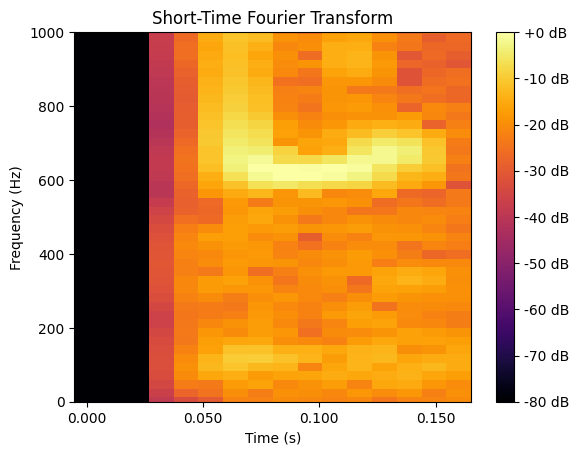 Short-Time Fourier Transform
Frequency (Hz)
1000
800
600
400
200
0
0.000
0.050
0.100
0.150
Time (s)
+0 dB
-10 dB
-20 dB
-30 dB
-40 dB
-50 dB
-60 dB
-70 dB
-80 dB